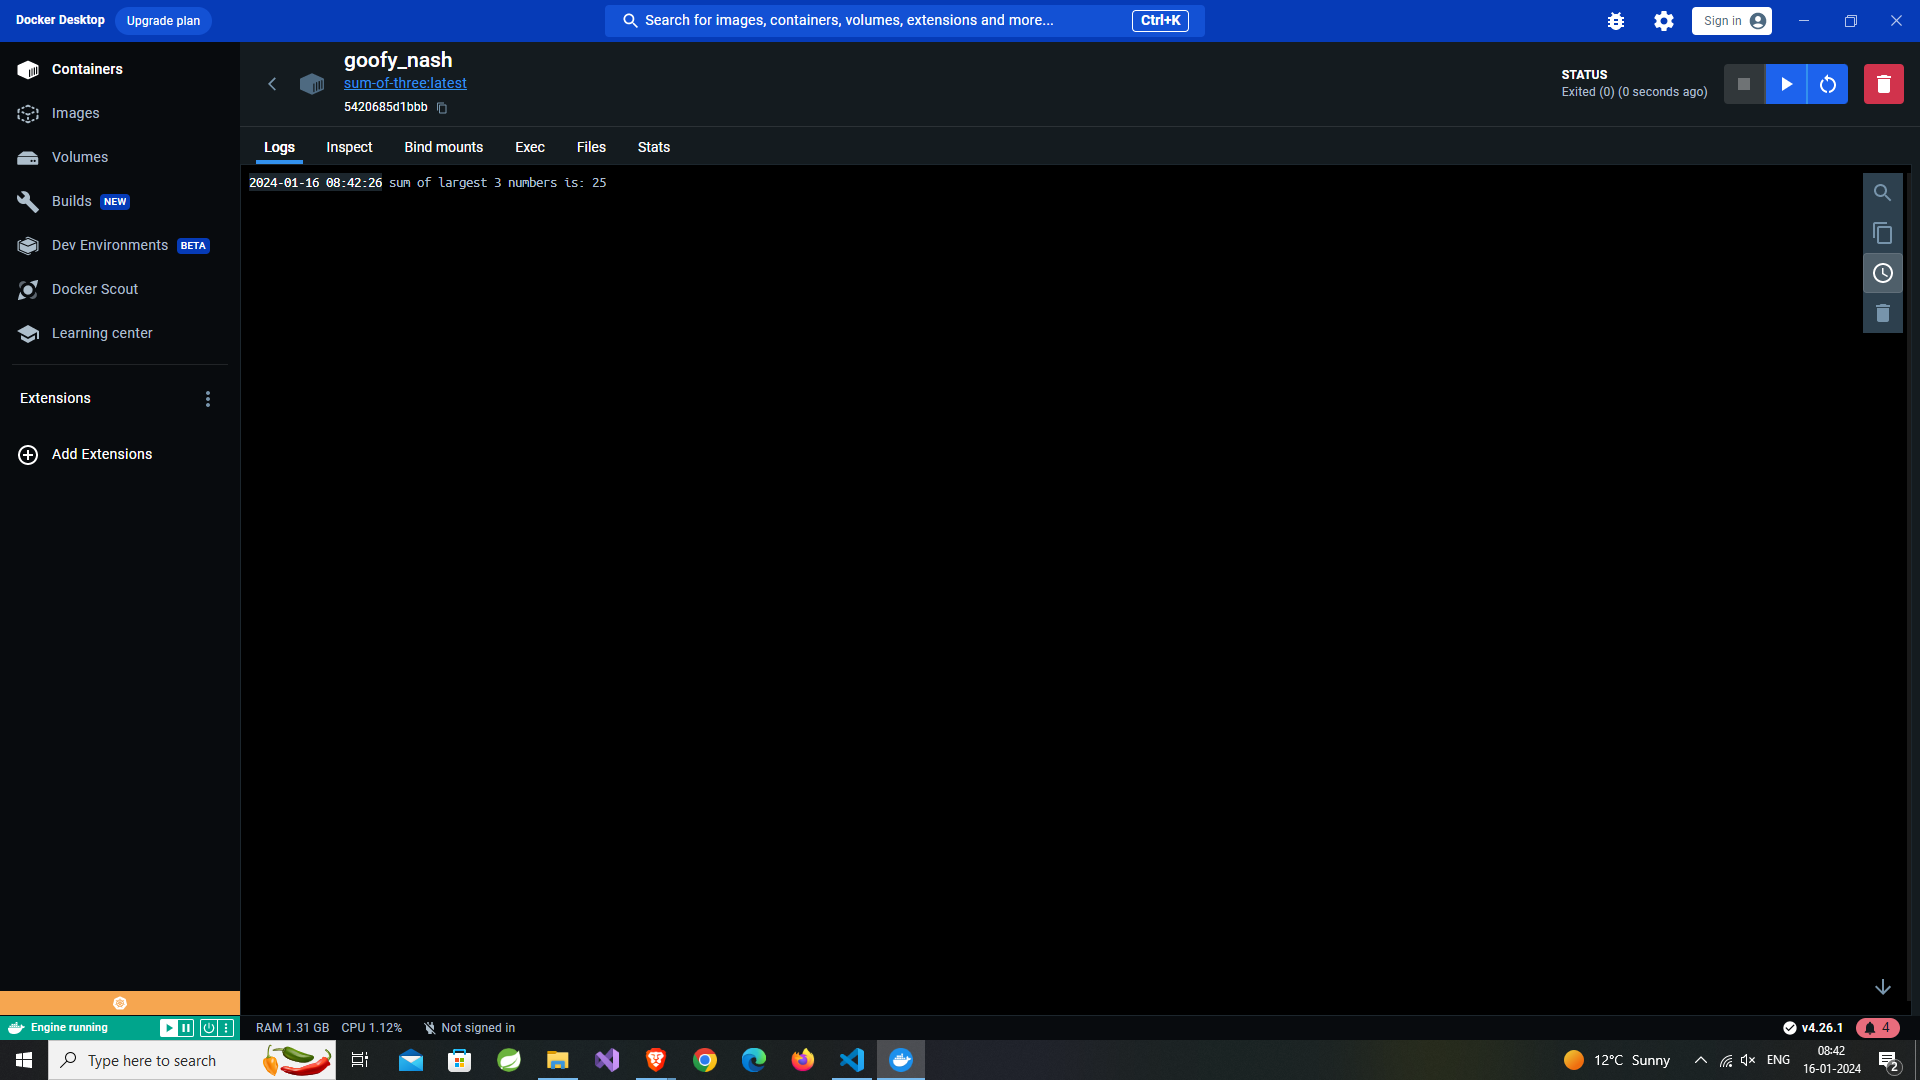 Docker Desktop Upgrade plan Search for images, containers, volumes, extensions and more... Ctrl+K Sign in
Containers
Images
Volumes
Builds NEW
Dev Environments BETA
Docker Scout
Learning center
Extensions
Add Extensions
goofy_nash
sum-of-three:latest
5420685d1bbb
STATUS
Exited (0) (0 seconds ago)
Logs Inspect Bind mounts Exec Files Stats
2024-01-16 08:42:26 sum of largest 3 numbers is: 25
Engine running RAM 1.31 GB CPU 1.12% Not signed in v4.26.1 4
Type here to search 12°C Sunny ENG 08:42
16-01-2024 2